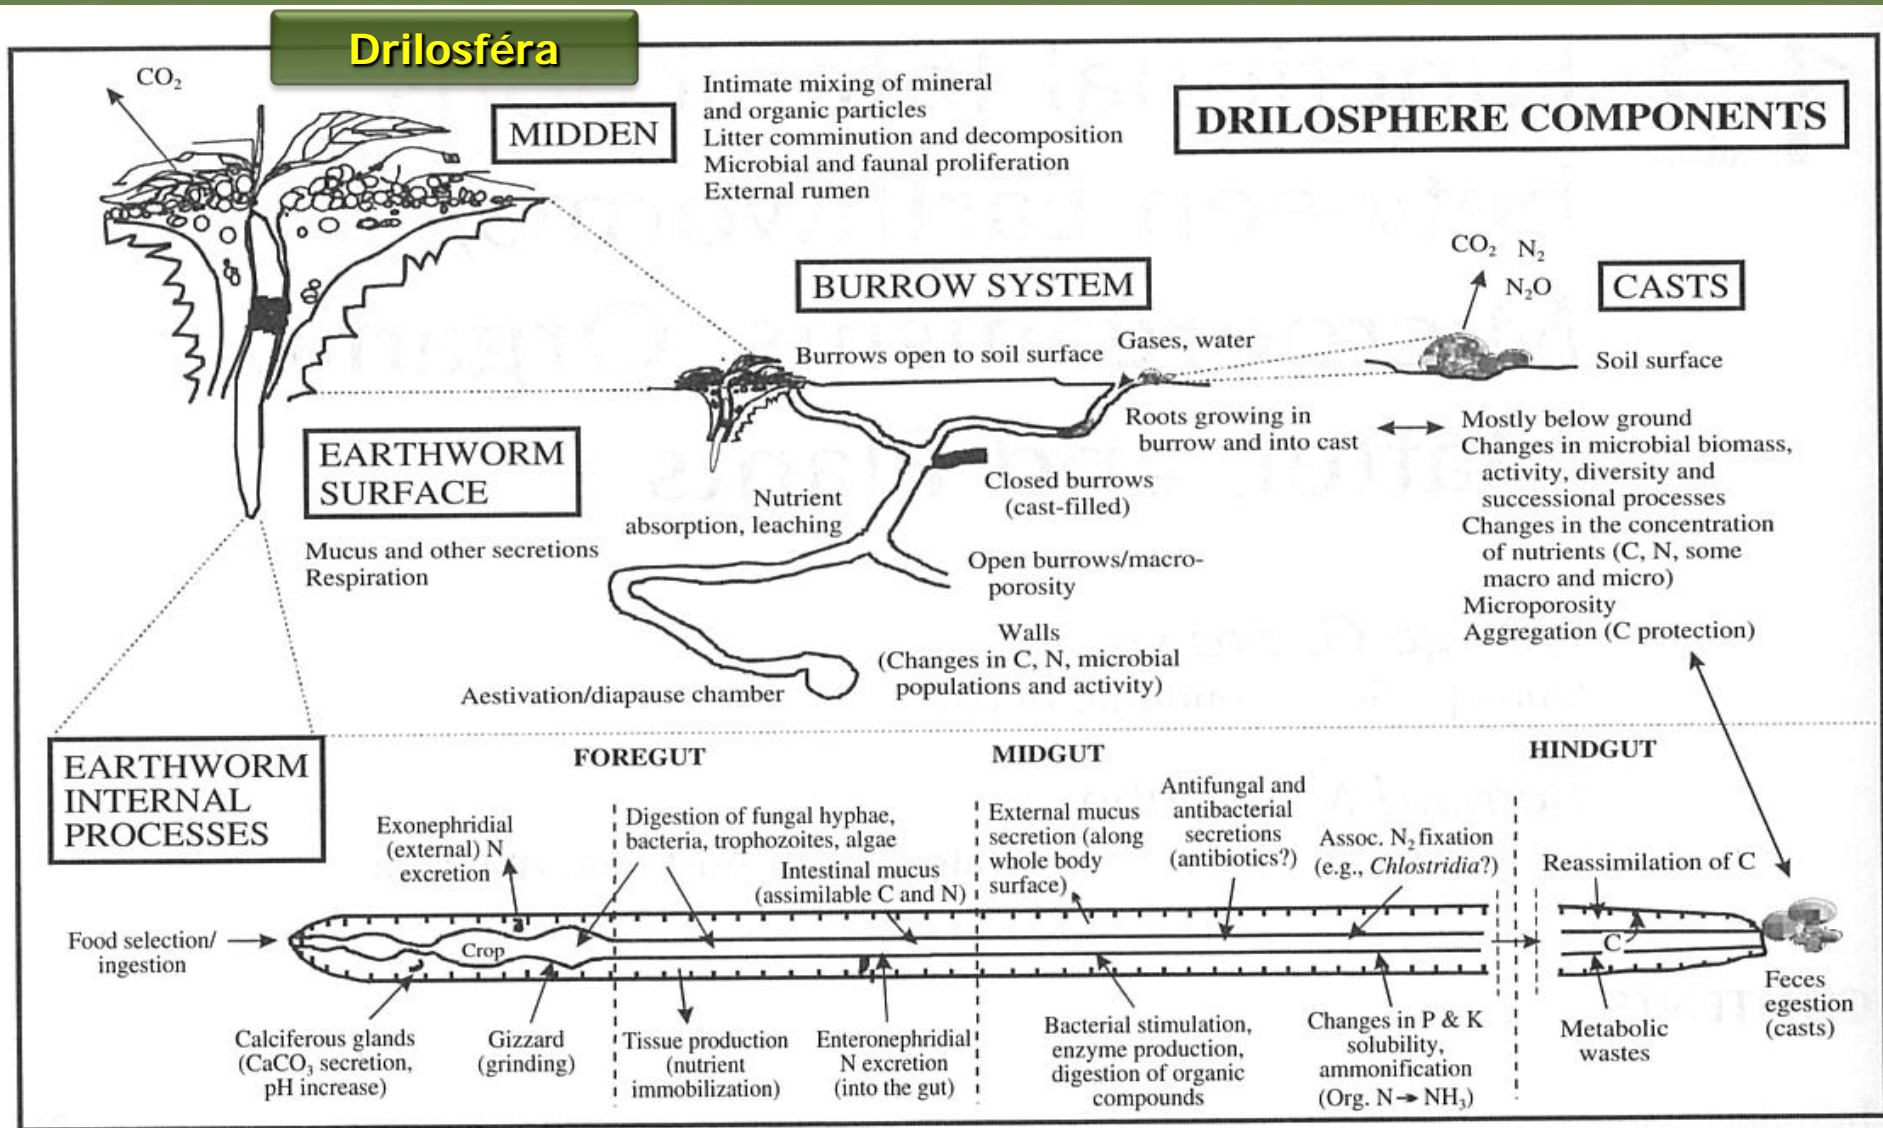 Drilosféra
CO₂
MIDDEN
Intimate mixing of mineral
and organic particles
Litter comminution and decomposition
Microbial and faunal proliferation
External rumen
DRILOSPHERE COMPONENTS
BURROW SYSTEM
CO₂ N₂
N₂O
CASTS
Burrows open to soil surface
Gases, water
Soil surface
EARTHWORM
SURFACE
Mucus and other secretions
Respiration
Nutrient
absorption, leaching
Roots growing in
burrow and into cast
Closed burrows
(cast-filled)
Open burrows/macro-
porosity
Walls
(Changes in C, N, microbial
populations and activity)
Aestivation/diapause chamber
Mostly below ground
Changes in microbial biomass,
activity, diversity and
successional processes
Changes in the concentration
of nutrients (C, N, some
macro and micro)
Microporosity
Aggregation (C protection)
EARTHWORM
INTERNAL
PROCESSES
FOREGUT
MIDGUT
HINDGUT
Exonephridial
(external) N
excretion
Digestion of fungal hyphae,
bacteria, trophozoites, algae
Intestinal mucus
(assimilable C and N)
External mucus
secretion (along
whole body
surface)
Antifungal and
antibacterial
secretions
(antibiotics?)
Assoc. N₂ fixation
(e.g., Chlostridia?)
Reassimilation of C
Food selection/
ingestion
Crop
C
Calciferous glands
(CaCO₃ secretion,
pH increase)
Gizzard
(grinding)
Tissue production
(nutrient
immobilization)
Enteronephridial
N excretion
(into the gut)
Bacterial stimulation,
enzyme production,
digestion of organic
compounds
Changes in P & K
solubility,
ammonification
(Org. N→ NH₃)
Metabolic
wastes
Feces
egestion
(casts)